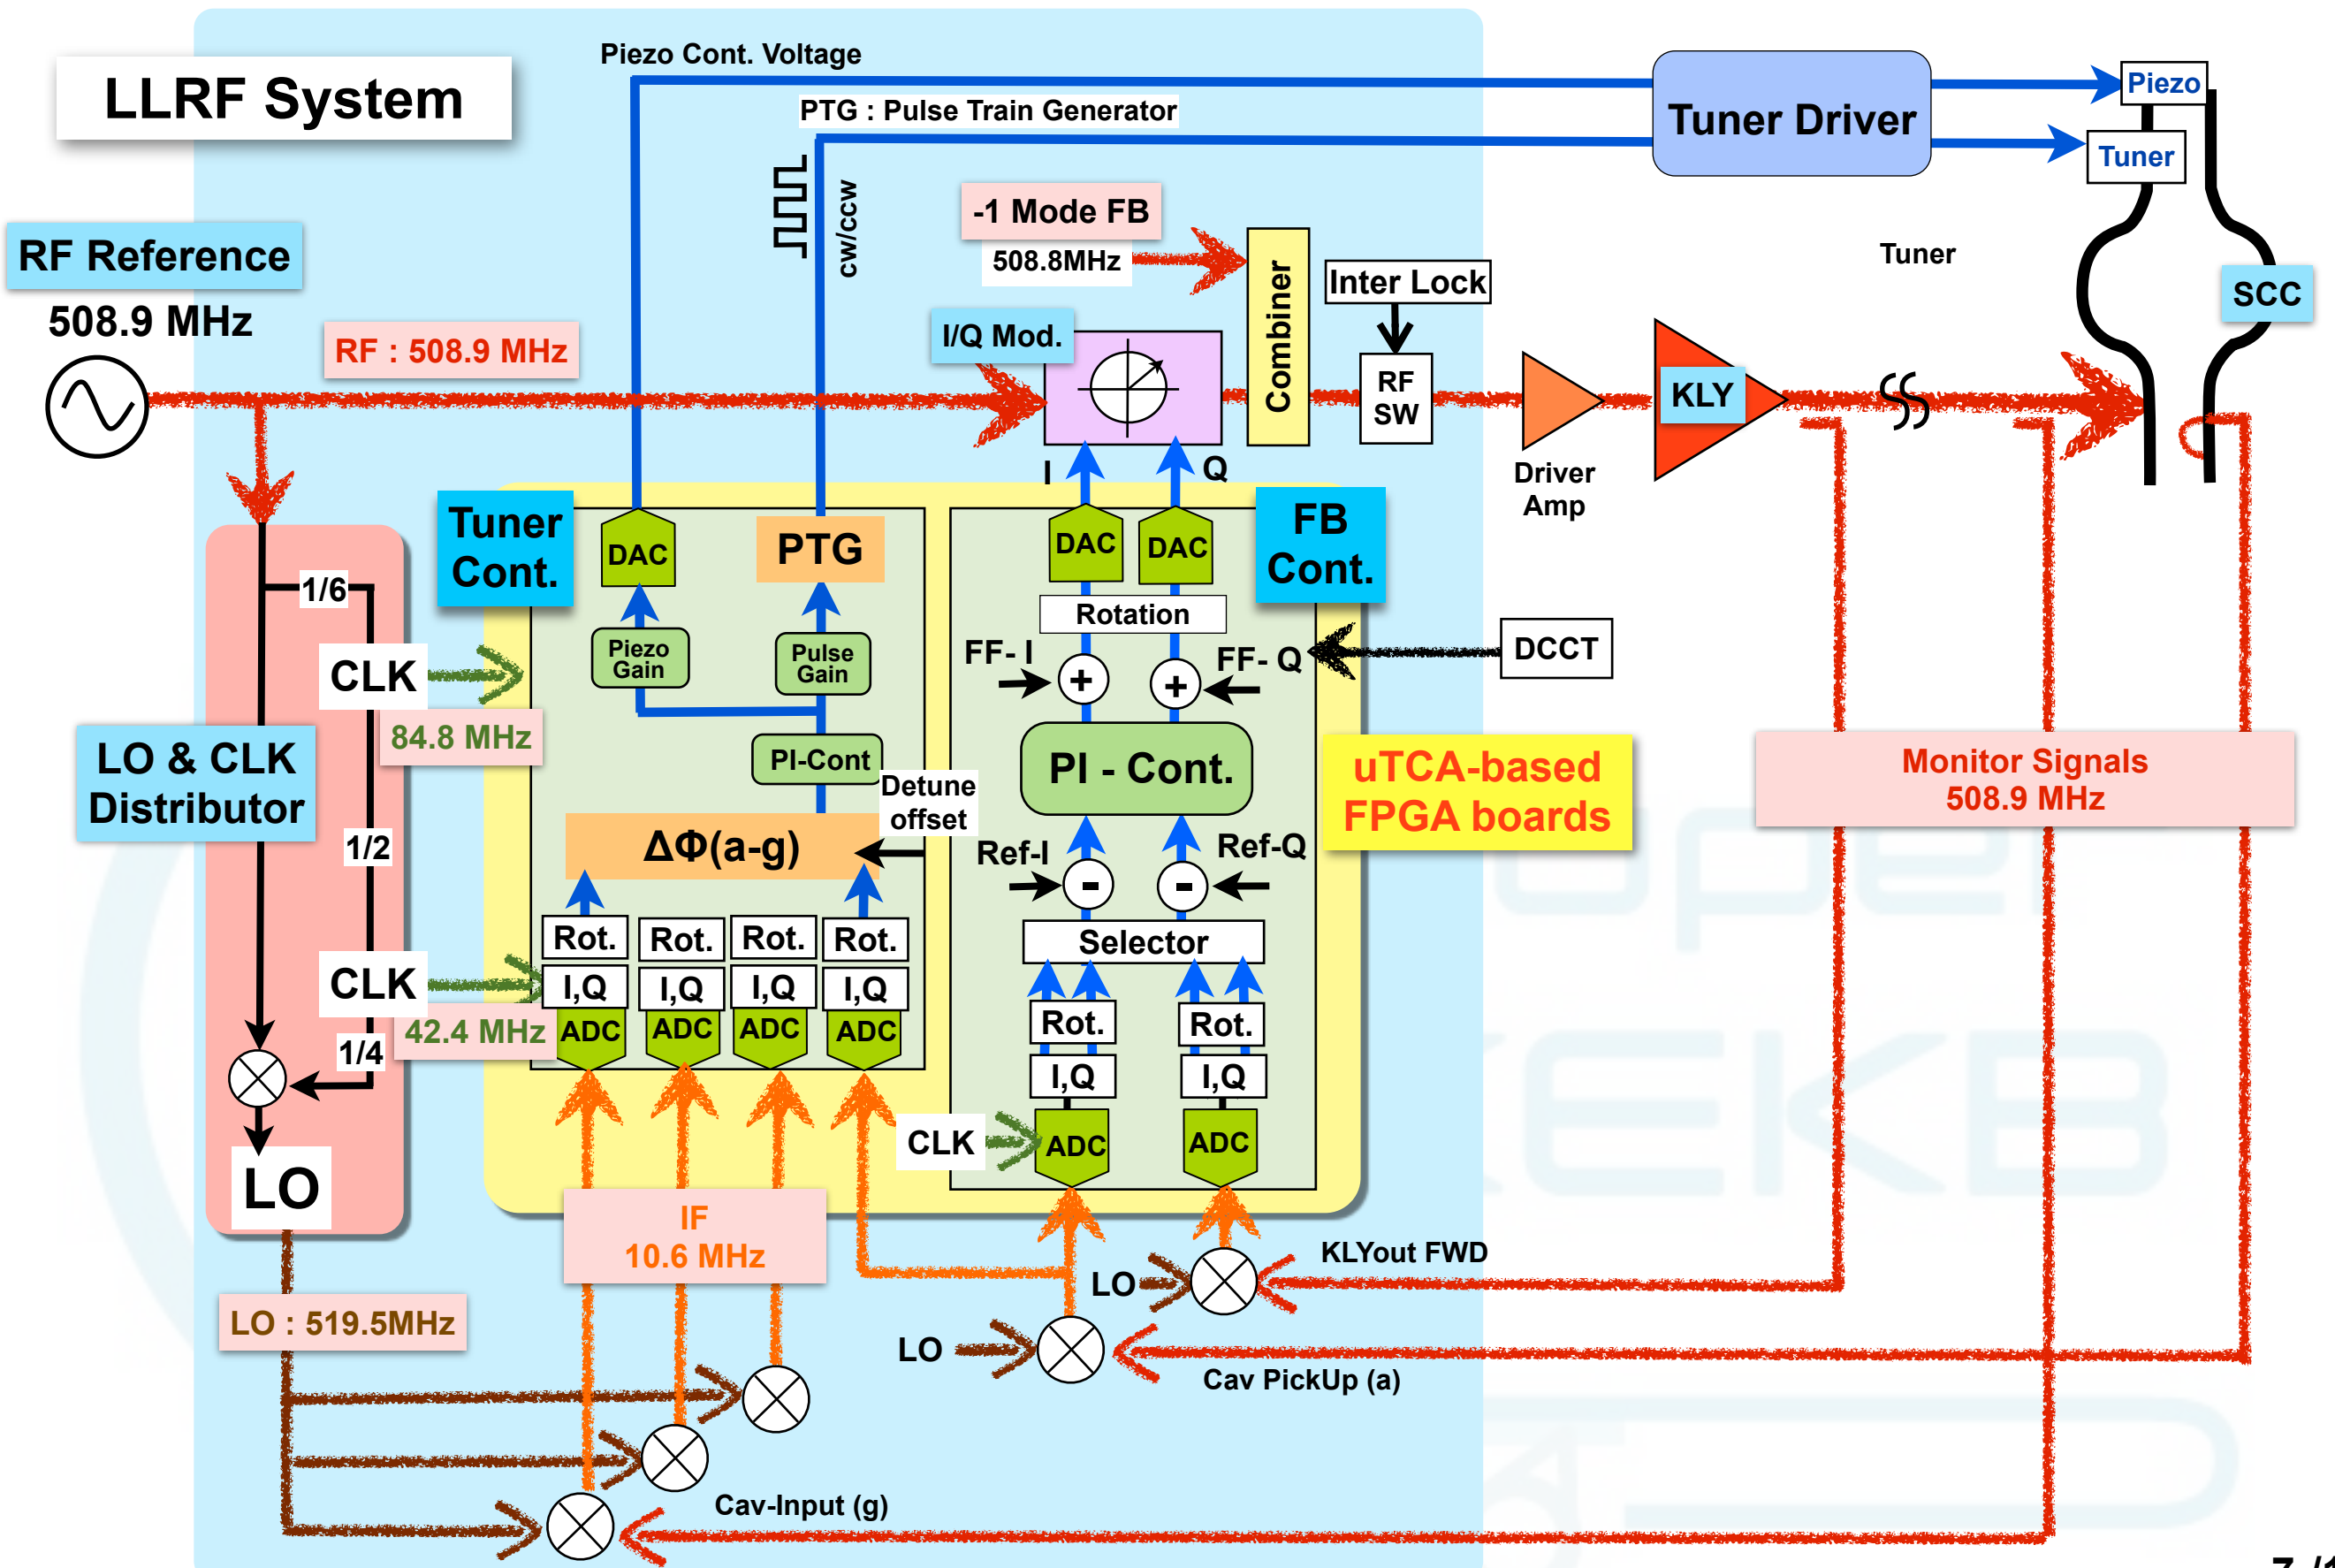 LLRF System
Piezo Cont. Voltage
PTG : Pulse Train Generator
cw/ccw
Tuner Driver
Piezo
Tuner
Tuner
SCC
-1 Mode FB
508.8MHz
Combiner
Inter Lock
RF
SW
RF Reference
508.9 MHz
RF : 508.9 MHz
I/Q Mod.
KLY
Driver
Amp
I
Q
Tuner
Cont.
DAC
PTG
DAC
DAC
FB
Cont.
1/6
CLK
84.8 MHz
Piezo
Gain
Pulse
Gain
Rotation
FF- I
+
+
FF- Q
DCCT
LO & CLK
Distributor
PI-Cont
PI - Cont.
uTCA-based
FPGA boards
Monitor Signals
508.9 MHz
Detune
offset
1/2
ΔΦ(a-g)
Ref-I
-
-
Ref-Q
Rot.
Rot.
Rot.
Rot.
Selector
CLK
I,Q
I,Q
I,Q
I,Q
42.4 MHz
ADC
ADC
ADC
ADC
Rot.
Rot.
1/4
I,Q
I,Q
CLK
ADC
ADC
LO
IF
10.6 MHz
KLYout FWD
LO
LO : 519.5MHz
LO
Cav PickUp (a)
Cav-Input (g)
Super
KEKB